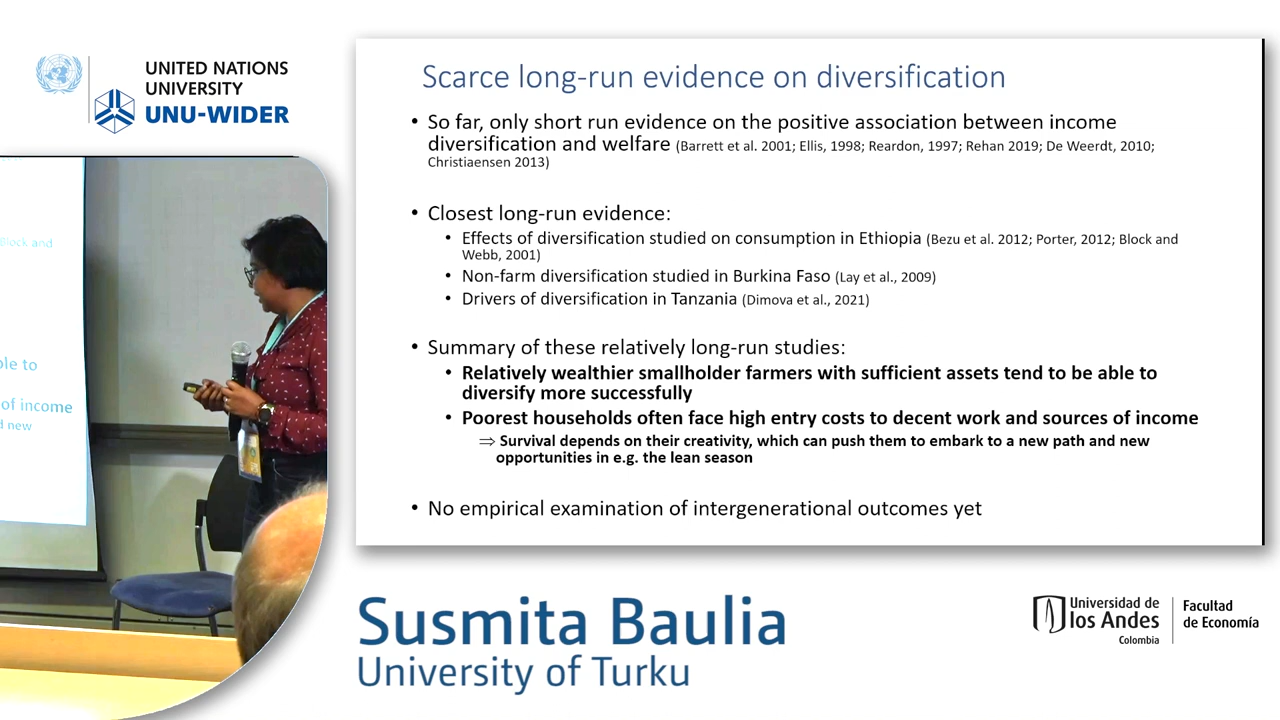 UNITED NATIONS
UNIVERSITY
UNU-WIDER
Block and
ble to
of income
d new
Scarce long-run evidence on diversification
• So far, only short run evidence on the positive association between income
diversification and welfare (Barrett et al. 2001; Ellis, 1998; Reardon, 1997; Rehan 2019; De Weerdt, 2010;
Christiaensen 2013)
• Closest long-run evidence:
• Effects of diversification studied on consumption in Ethiopia (Bezu et al. 2012; Porter, 2012; Block and
Webb, 2001)
• Non-farm diversification studied in Burkina Faso (Lay et al., 2009)
• Drivers of diversification in Tanzania (Dimova et al., 2021)
• Summary of these relatively long-run studies:
• Relatively wealthier smallholder farmers with sufficient assets tend to be able to
diversify more successfully
• Poorest households often face high entry costs to decent work and sources of income
⇒ Survival depends on their creativity, which can push them to embark to a new path and new
opportunities in e.g. the lean season
• No empirical examination of intergenerational outcomes yet
Susmita Baulia
University of Turku
Universidad de
los Andes
Colombia
Facultad
de Economía